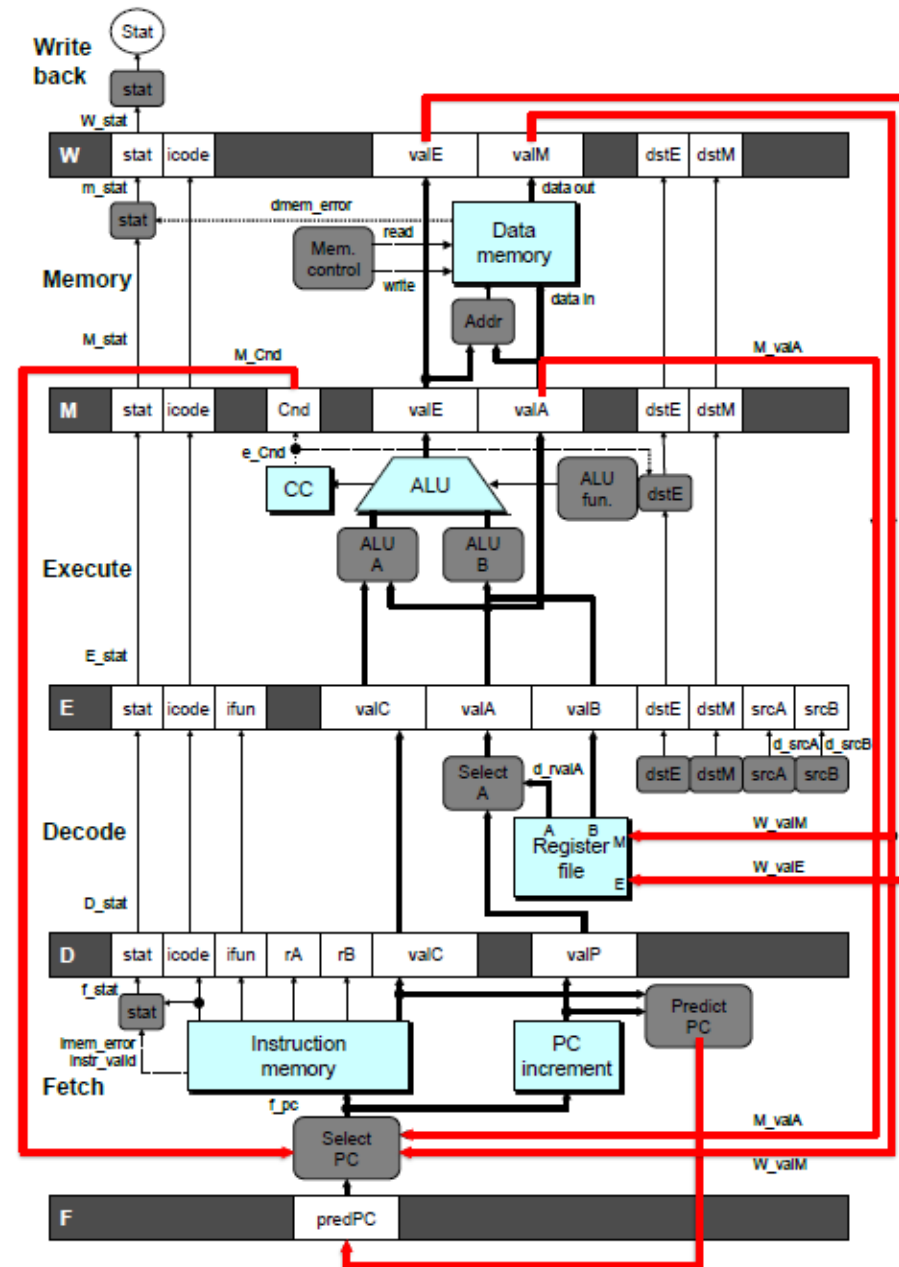 Stat
Write
back
stat
W_stat
W stat icode valE valM dstE dstM
m_stat
data out
dmem_error
stat
read
Data
memory
Mem.
control
write
Memory
data in
Addr
M_stat
M_Cnd
M_valA
M stat icode Cnd valE valA dstE dstM
e_Cnd
CC
ALU
ALU
fun.
dstE
ALU
A
ALU
B
Execute
E_stat
E stat icode ifun valC valA valB dstE dstM srcA srcB
d_srcA d_srcB
Select
A
d_rvalA
dstE dstM srcA srcB
Decode
A B
W_valM
Register
file
M
E
W_valE
D_stat
D stat icode ifun rA rB valC valP
f_stat
stat
Predict
PC
Imem_error
Instr_valid
Instruction
memory
PC
increment
Fetch
f_pc
M_valA
Select
PC
W_valM
F predPC